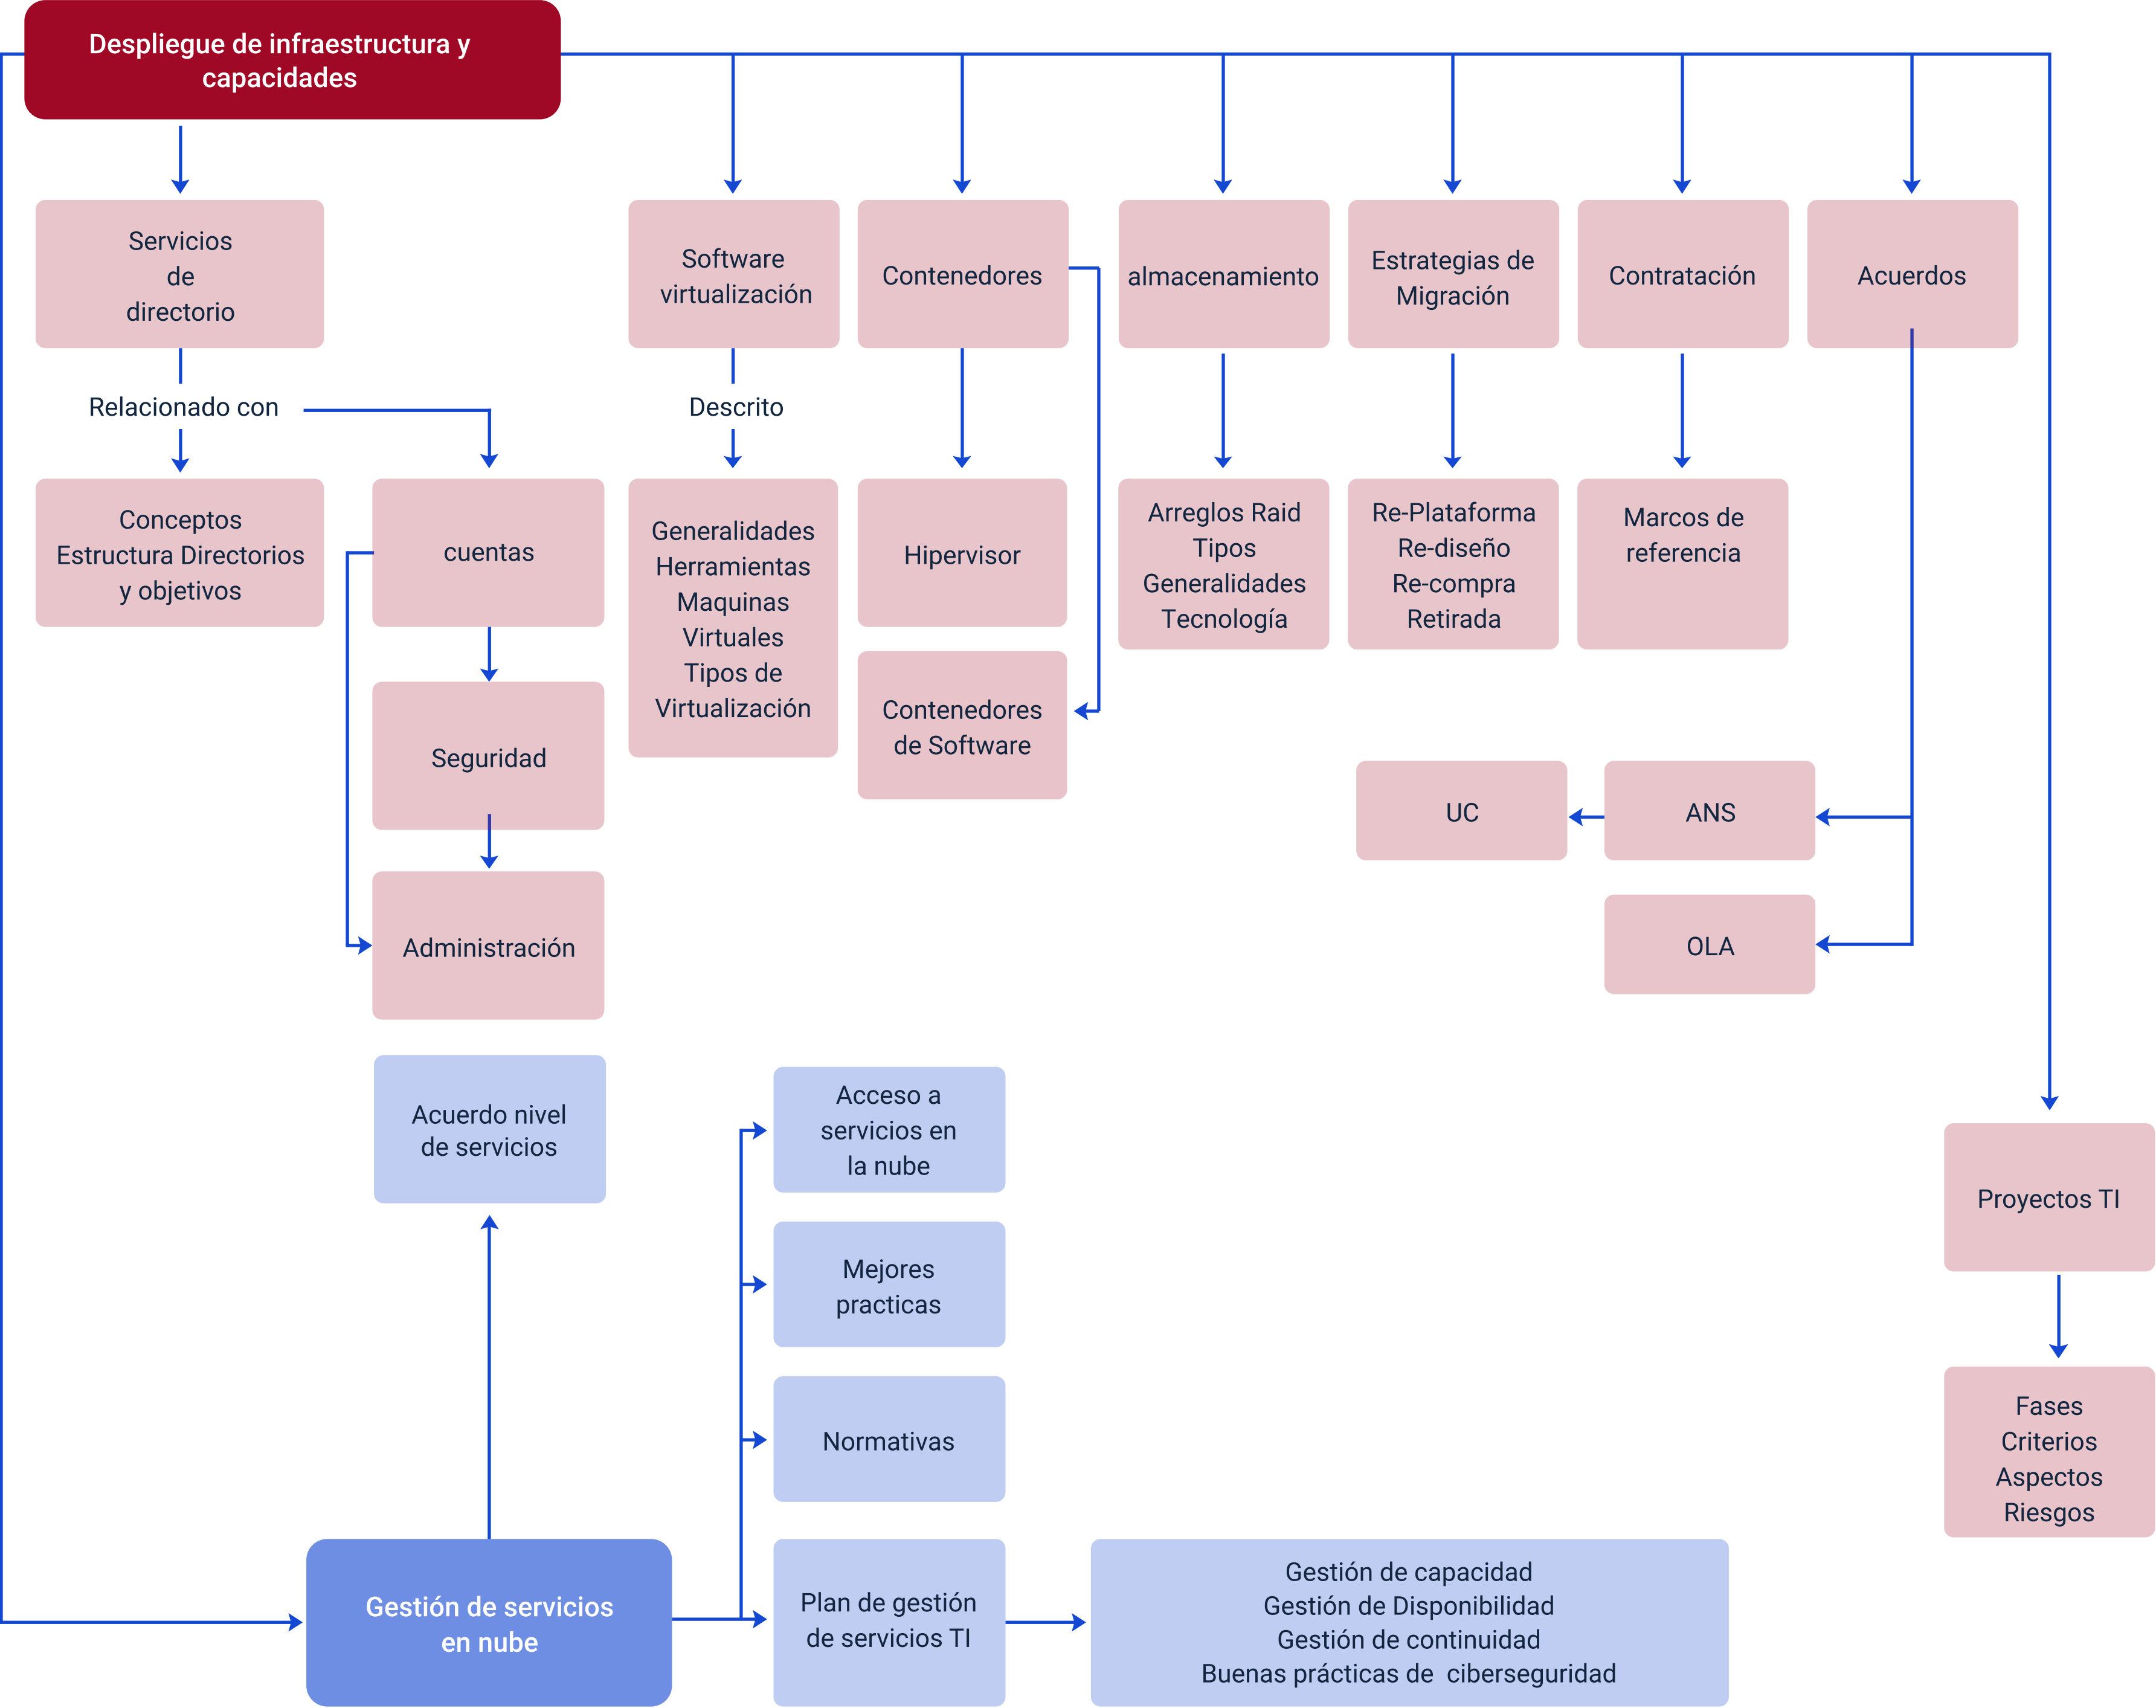 Despliegue de infraestructura y
capacidades
Servicios
de
directorio
Software
virtualización
Contenedores
almacenamiento
Estrategias de
Migración
Contratación
Acuerdos
Relacionado con
Descrito
Conceptos
Estructura Directorios
y objetivos
cuentas
Generalidades
Herramientas
Maquinas
Virtuales
Tipos de
Virtualización
Hipervisor
Arreglos Raid
Tipos
Generalidades
Tecnología
Re-Plataforma
Re-diseño
Re-compra
Retirada
Marcos de
referencia
Seguridad
Contenedores
de Software
UC
ANS
Administración
OLA
Acuerdo nivel
de servicios
Acceso a
servicios en
la nube
Proyectos TI
Mejores
practicas
Normativas
Fases
Criterios
Aspectos
Riesgos
Gestión de servicios
en nube
Plan de gestión
de servicios TI
Gestión de capacidad
Gestión de Disponibilidad
Gestión de continuidad
Buenas prácticas de  ciberseguridad